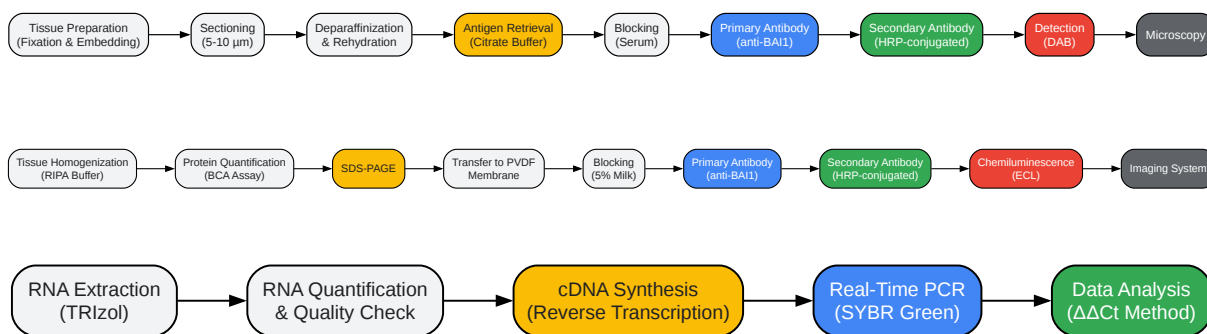 Tissue Preparation
(Fixation & Embedding)
Sectioning
(5-10 µm)
Deparaffinization
& Rehydration
Antigen Retrieval
(Citrate Buffer)
Blocking
(Serum)
Primary Antibody
(anti-BAI1)
Secondary Antibody
(HRP-conjugated)
Detection
(DAB)
Microscopy
Tissue Homogenization
(RIPA Buffer)
Protein Quantification
(BCA Assay)
SDS-PAGE
Transfer to PVDF
Membrane
Blocking
(5% Milk)
Primary Antibody
(anti-BAI1)
Secondary Antibody
(HRP-conjugated)
Chemiluminescence
(ECL)
Imaging System
RNA Extraction
(TRIzol)
RNA Quantification
& Quality Check
cDNA Synthesis
(Reverse Transcription)
Real-Time PCR
(SYBR Green)
Data Analysis
(ΔΔCt Method)